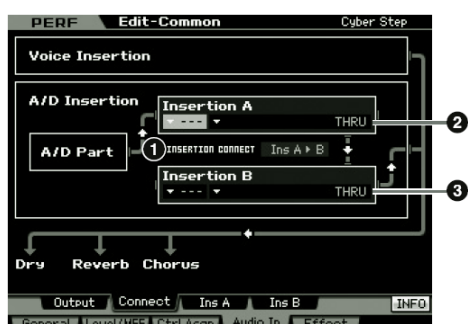 PERF Edit-Common Cyber Step
Voice Insertion
A/D Insertion
Insertion A
--- THRU
2
A/D Part
1
INSERTION CONNECT Ins A ▸ B
Insertion B
--- THRU
3
Dry Reverb Chorus
Output Connect Ins A Ins B INFO
General Level/MEF Ctrl Asgn Audio In Effect